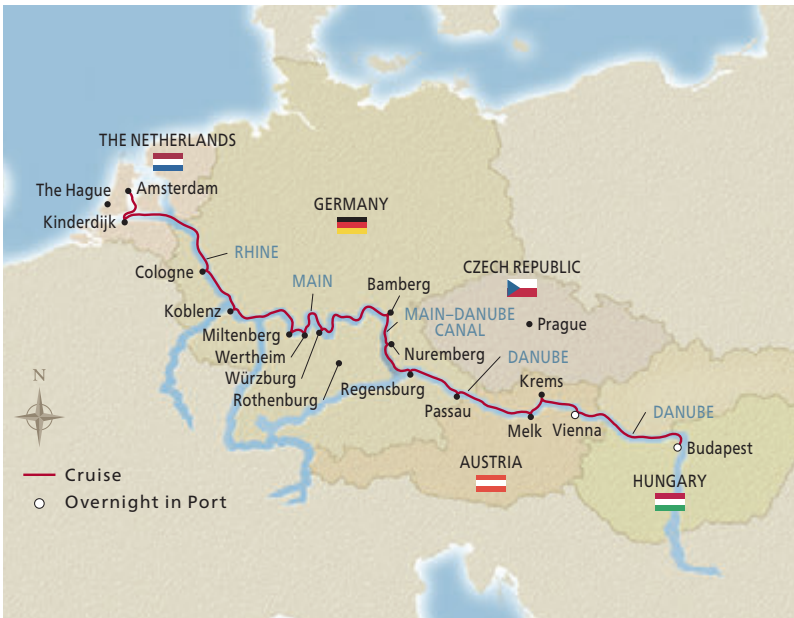 THE NETHERLANDS
The Hague
Amsterdam
Kinderdijk
GERMANY
RHINE
Cologne
CZECH REPUBLIC
MAIN
Bamberg
Koblenz
MAIN–DANUBE
CANAL
Prague
Miltenberg
Wertheim
Nuremberg
DANUBE
Würzburg
Rothenburg
Regensburg
Krems
Passau
N
Melk
Vienna
DANUBE
Budapest
AUSTRIA
HUNGARY
Cruise
Overnight in Port